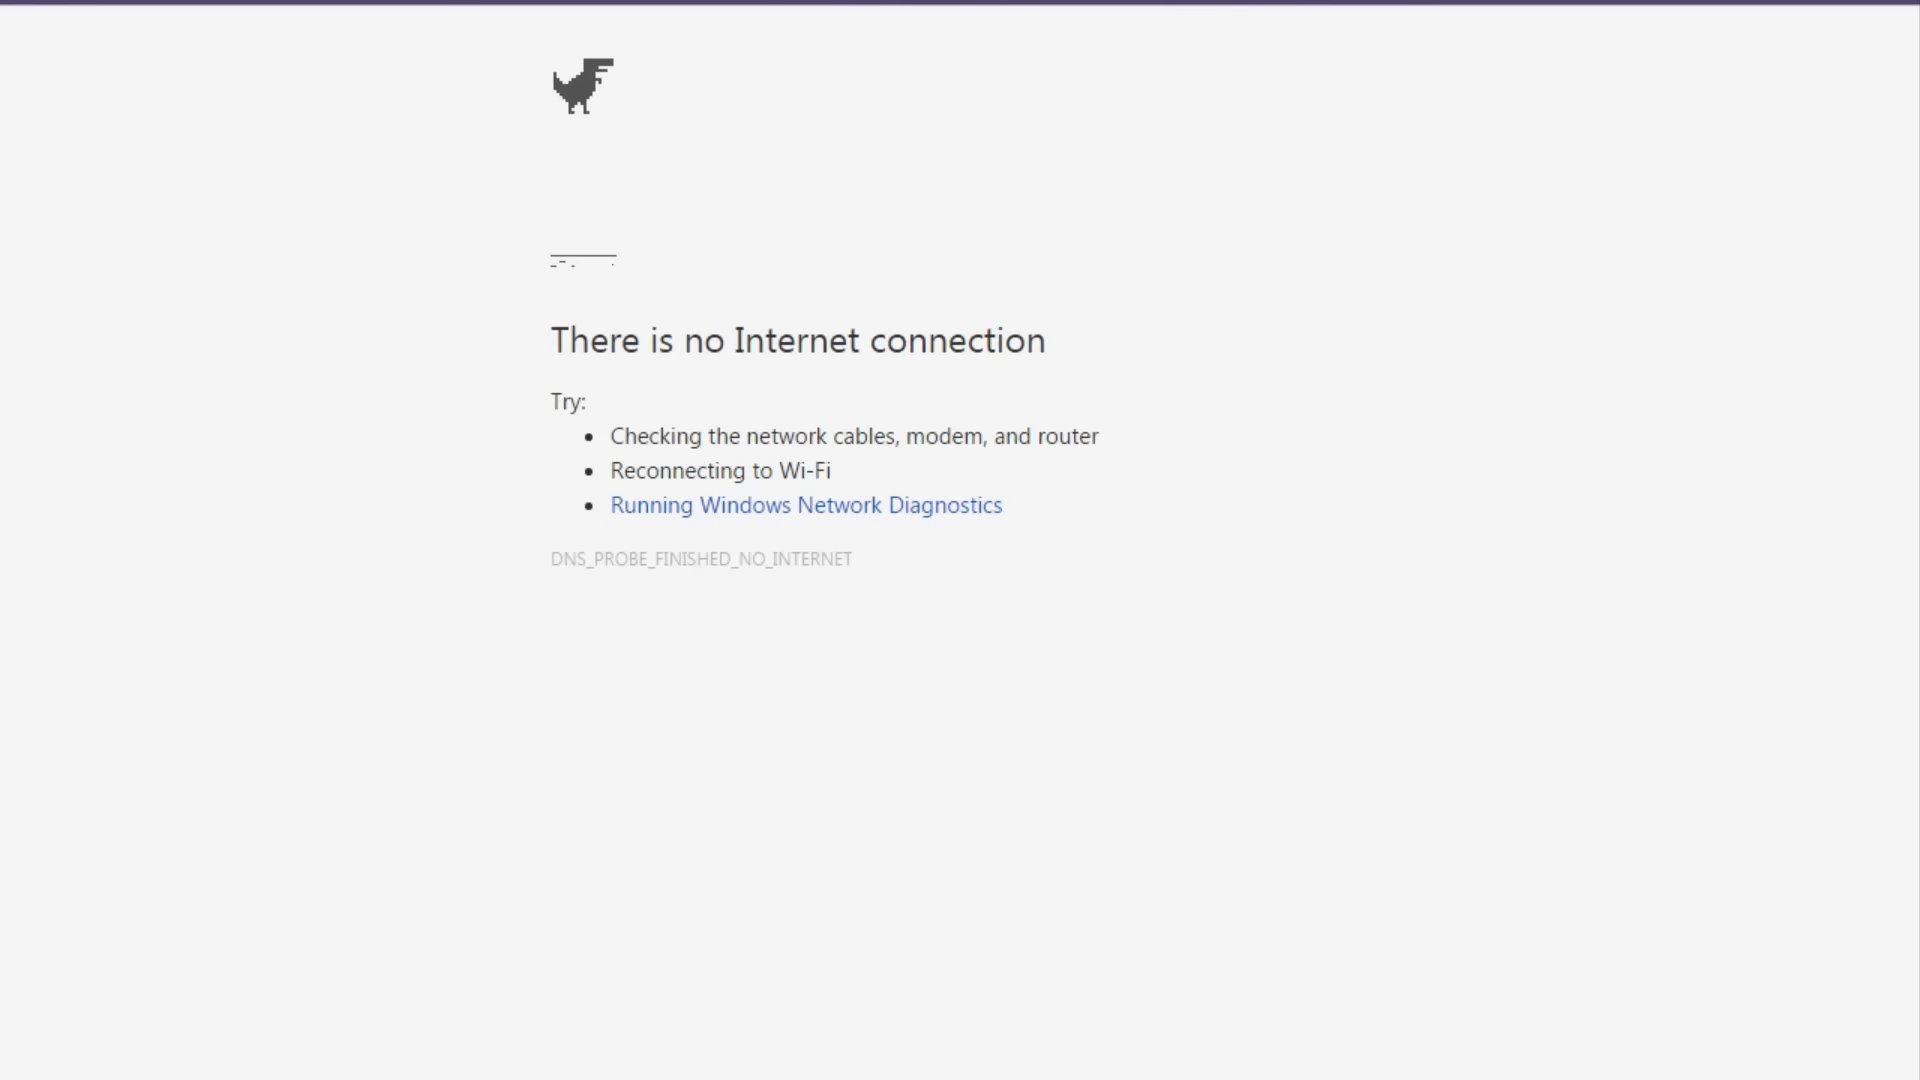 There is no Internet connection
Try:
Checking the network cables, modem, and router
Reconnecting to Wi-Fi
Running Windows Network Diagnostics
DNS_PROBE_FINISHED_NO_INTERNET